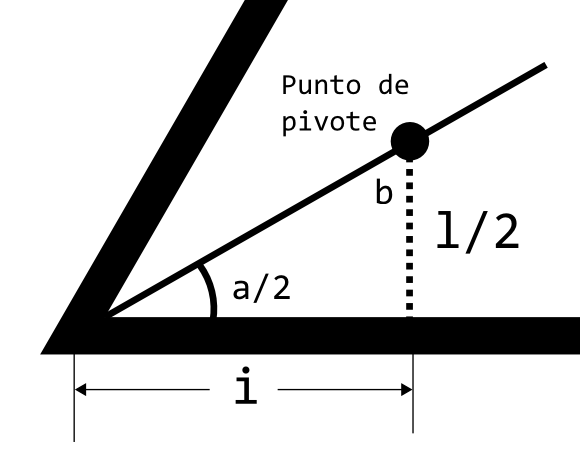 Punto de
pivote
b
l/2
a/2
i